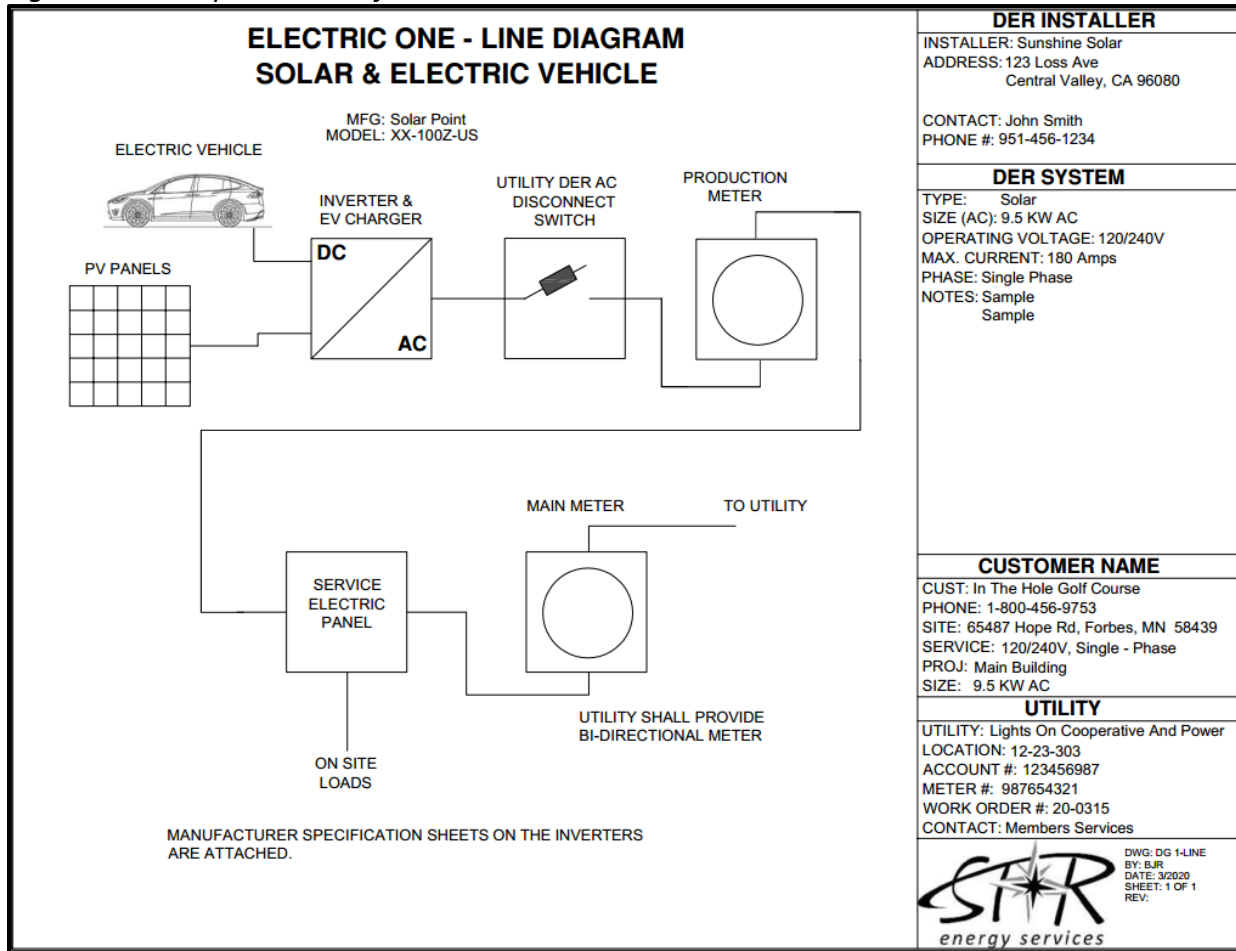 ELECTRIC ONE - LINE DIAGRAM
SOLAR & ELECTRIC VEHICLE
MFG: Solar Point
MODEL: XX-100Z-US
ELECTRIC VEHICLE
INVERTER &
EV CHARGER
UTILITY DER AC
DISCONNECT
SWITCH
PRODUCTION
METER
PV PANELS
DC
AC
MAIN METER
TO UTILITY
SERVICE
ELECTRIC
PANEL
UTILITY SHALL PROVIDE
BI-DIRECTIONAL METER
ON SITE
LOADS
MANUFACTURER SPECIFICATION SHEETS ON THE INVERTERS
ARE ATTACHED.
DER INSTALLER
INSTALLER: Sunshine Solar
ADDRESS: 123 Loss Ave
Central Valley, CA 96080
CONTACT: John Smith
PHONE #: 951-456-1234
DER SYSTEM
TYPE: Solar
SIZE (AC): 9.5 KW AC
OPERATING VOLTAGE: 120/240V
MAX. CURRENT: 180 Amps
PHASE: Single Phase
NOTES: Sample
Sample
CUSTOMER NAME
CUST: In The Hole Golf Course
PHONE: 1-800-456-9753
SITE: 65487 Hope Rd, Forbes, MN 58439
SERVICE: 120/240V, Single - Phase
PROJ: Main Building
SIZE: 9.5 KW AC
UTILITY
UTILITY: Lights On Cooperative And Power
LOCATION: 12-23-303
ACCOUNT #: 123456987
METER #: 987654321
WORK ORDER #: 20-0315
CONTACT: Members Services
STAR
energy services
DWG: DG 1-LINE
BY: BJR
DATE: 3/2020
SHEET: 1 OF 1
REV: